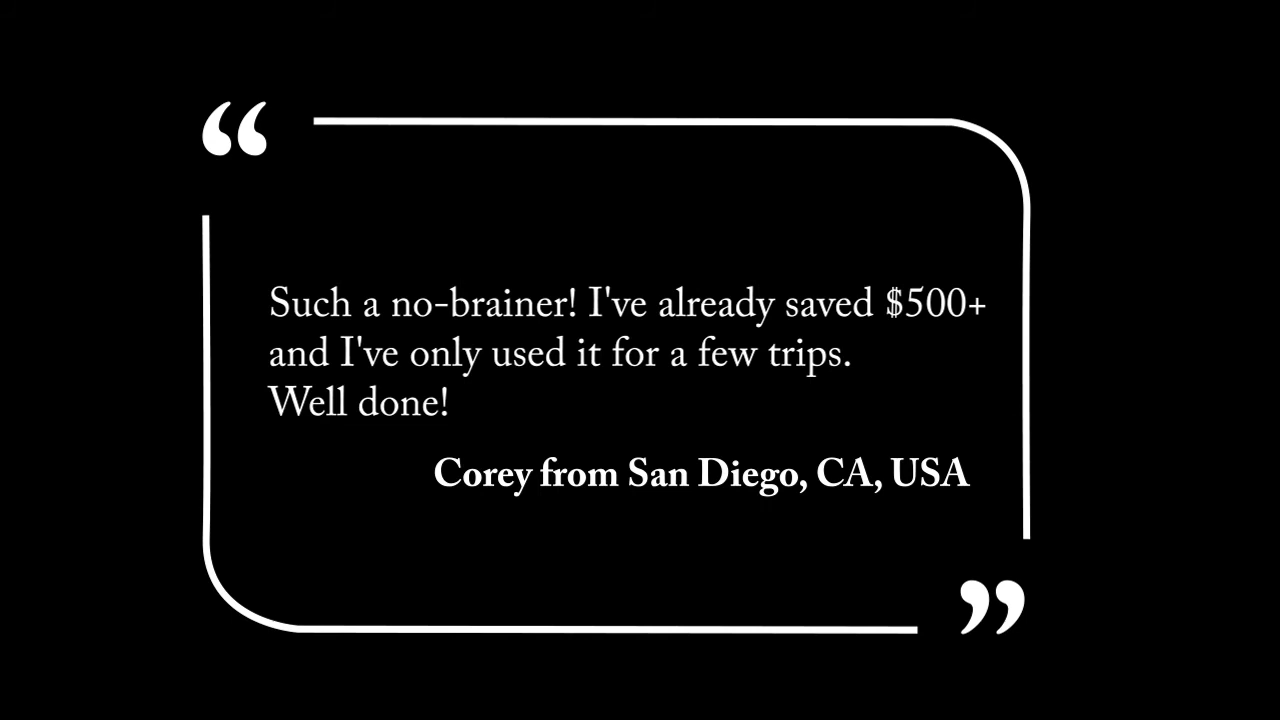 “
Such a no-brainer! I've already saved $500+
and I've only used it for a few trips.
Well done!
Corey from San Diego, CA, USA
”